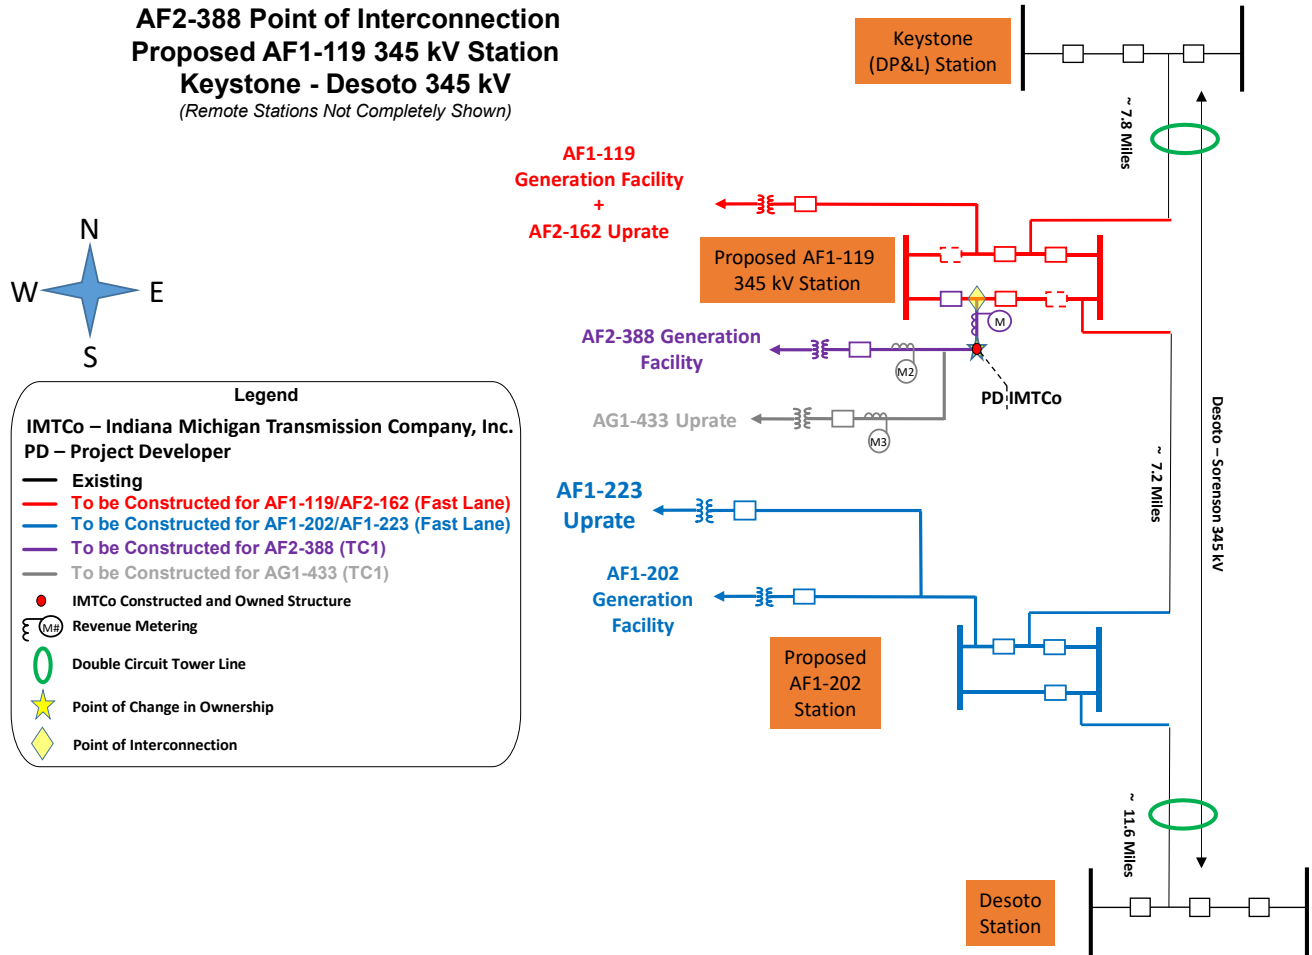 AF2-388 Point of Interconnection
Proposed AF1-119 345 kV Station
Keystone - Desoto 345 kV
(Remote Stations Not Completely Shown)
Keystone
(DP&L) Station
~ 7.8 Miles
AF1-119
Generation Facility
+
AF2-162 Uprate
N
W
E
S
Proposed AF1-119
345 kV Station
M
AF2-388 Generation
Facility
M2
PD
IMTCo
AG1-433 Uprate
M3
Legend
IMTCo – Indiana Michigan Transmission Company, Inc.
PD – Project Developer
Existing
To be Constructed for AF1-119/AF2-162 (Fast Lane)
To be Constructed for AF1-202/AF1-223 (Fast Lane)
To be Constructed for AF2-388 (TC1)
To be Constructed for AG1-433 (TC1)
IMTCo Constructed and Owned Structure
M#
Revenue Metering
Double Circuit Tower Line
Point of Change in Ownership
Point of Interconnection
~ 7.2 Miles
Desoto – Sorenson 345 kV
AF1-223
Uprate
AF1-202
Generation
Facility
Proposed
AF1-202
Station
~ 11.6 Miles
Desoto
Station